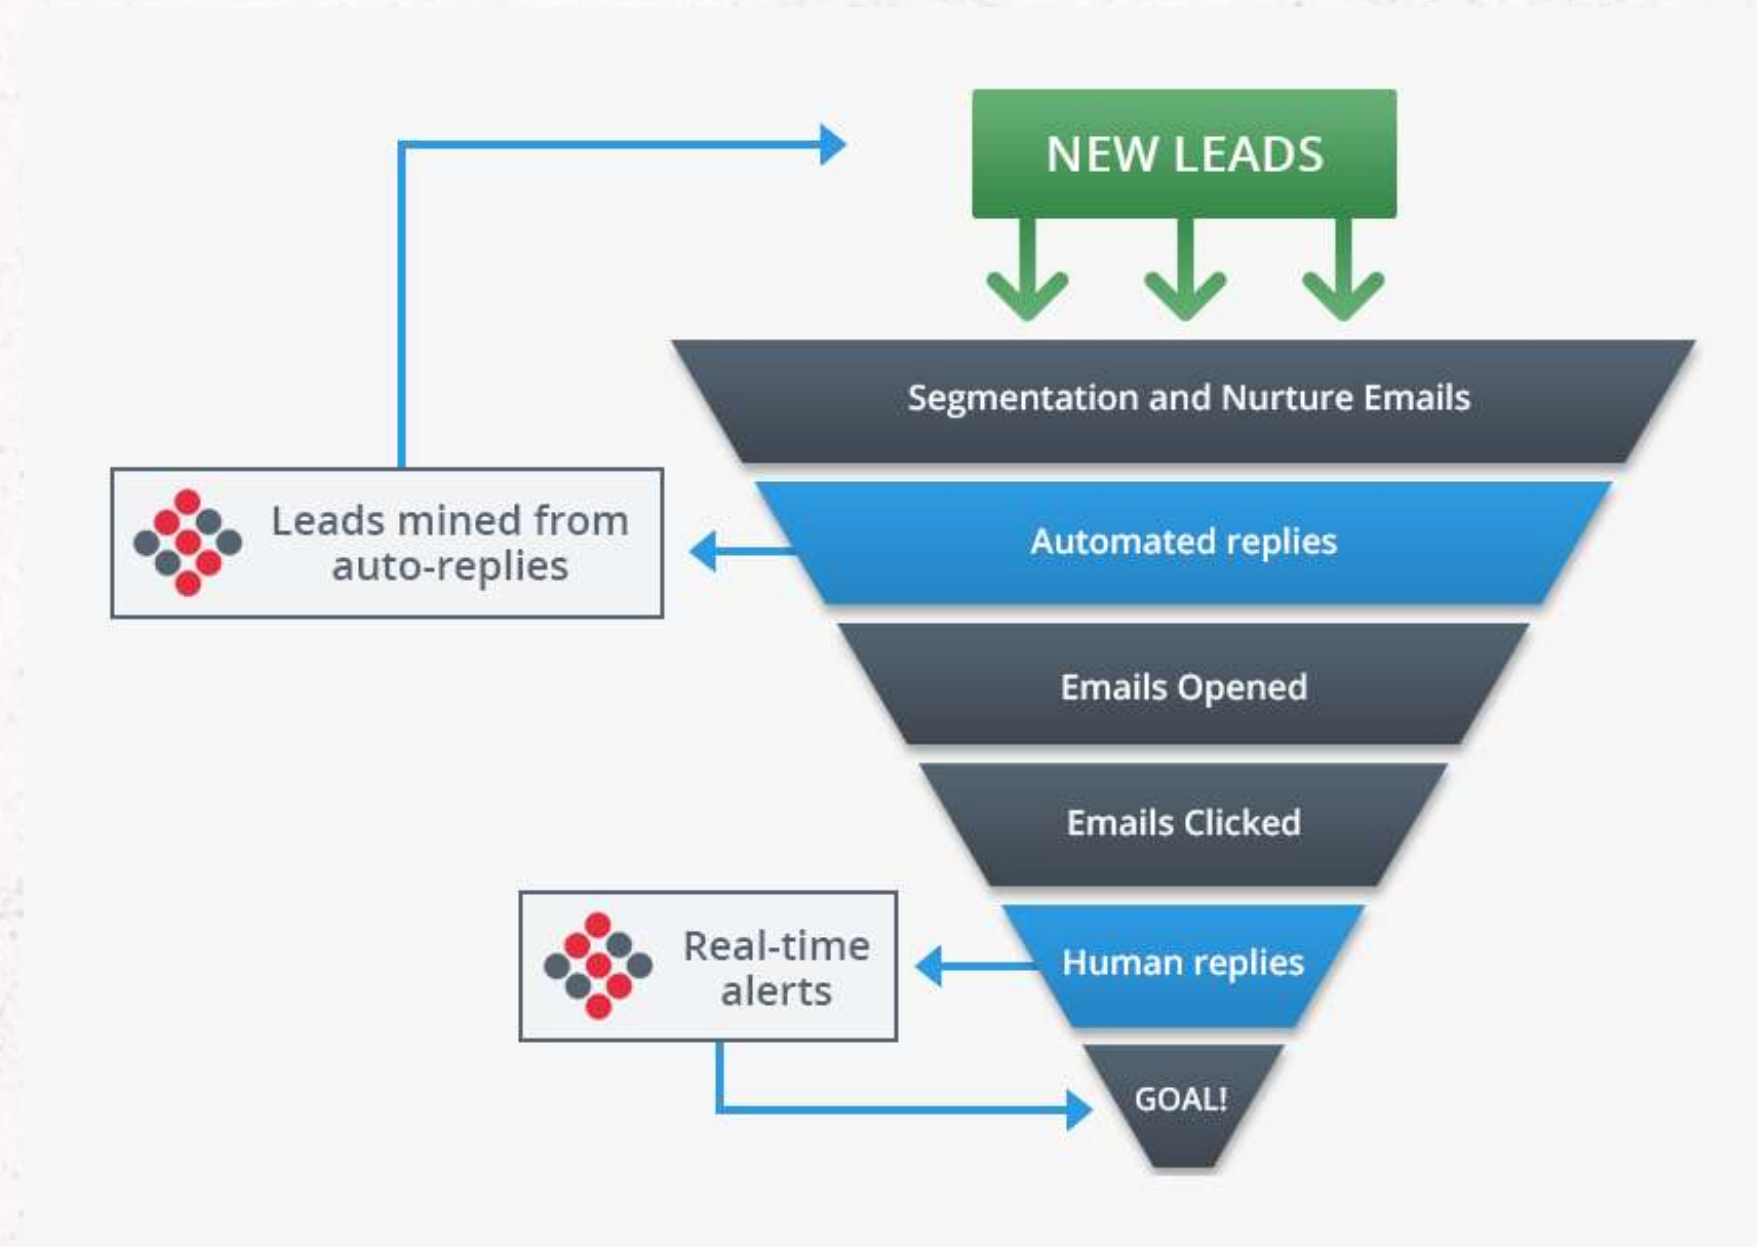 NEW LEADS
Segmentation and Nurture Emails
Leads mined from
auto-replies
Automated replies
Emails Opened
Emails Clicked
Real-time
alerts
Human replies
GOAL!